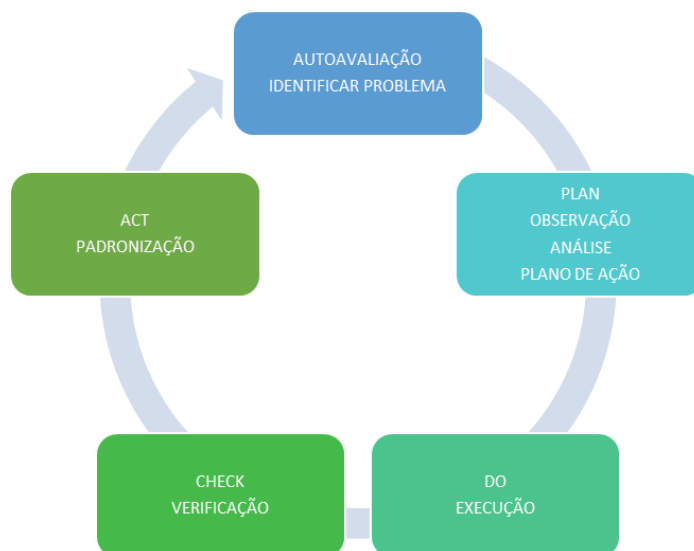 AUTOAVALIAÇÃO
IDENTIFICAR PROBLEMA
PLAN
OBSERVAÇÃO
ANÁLISE
PLANO DE AÇÃO
DO
EXECUÇÃO
CHECK
VERIFICAÇÃO
ACT
PADRONIZAÇÃO